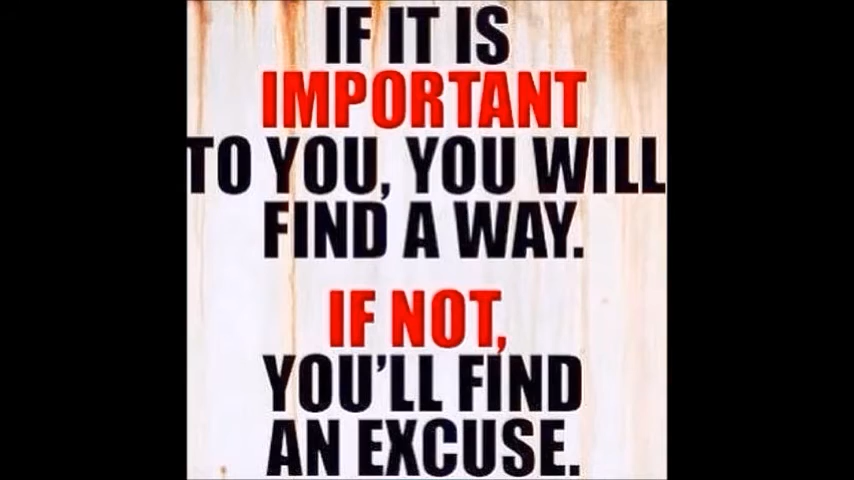 IF IT IS
IMPORTANT
TO YOU, YOU WILL
FIND A WAY.
IF NOT,
YOU'LL FIND
AN EXCUSE.